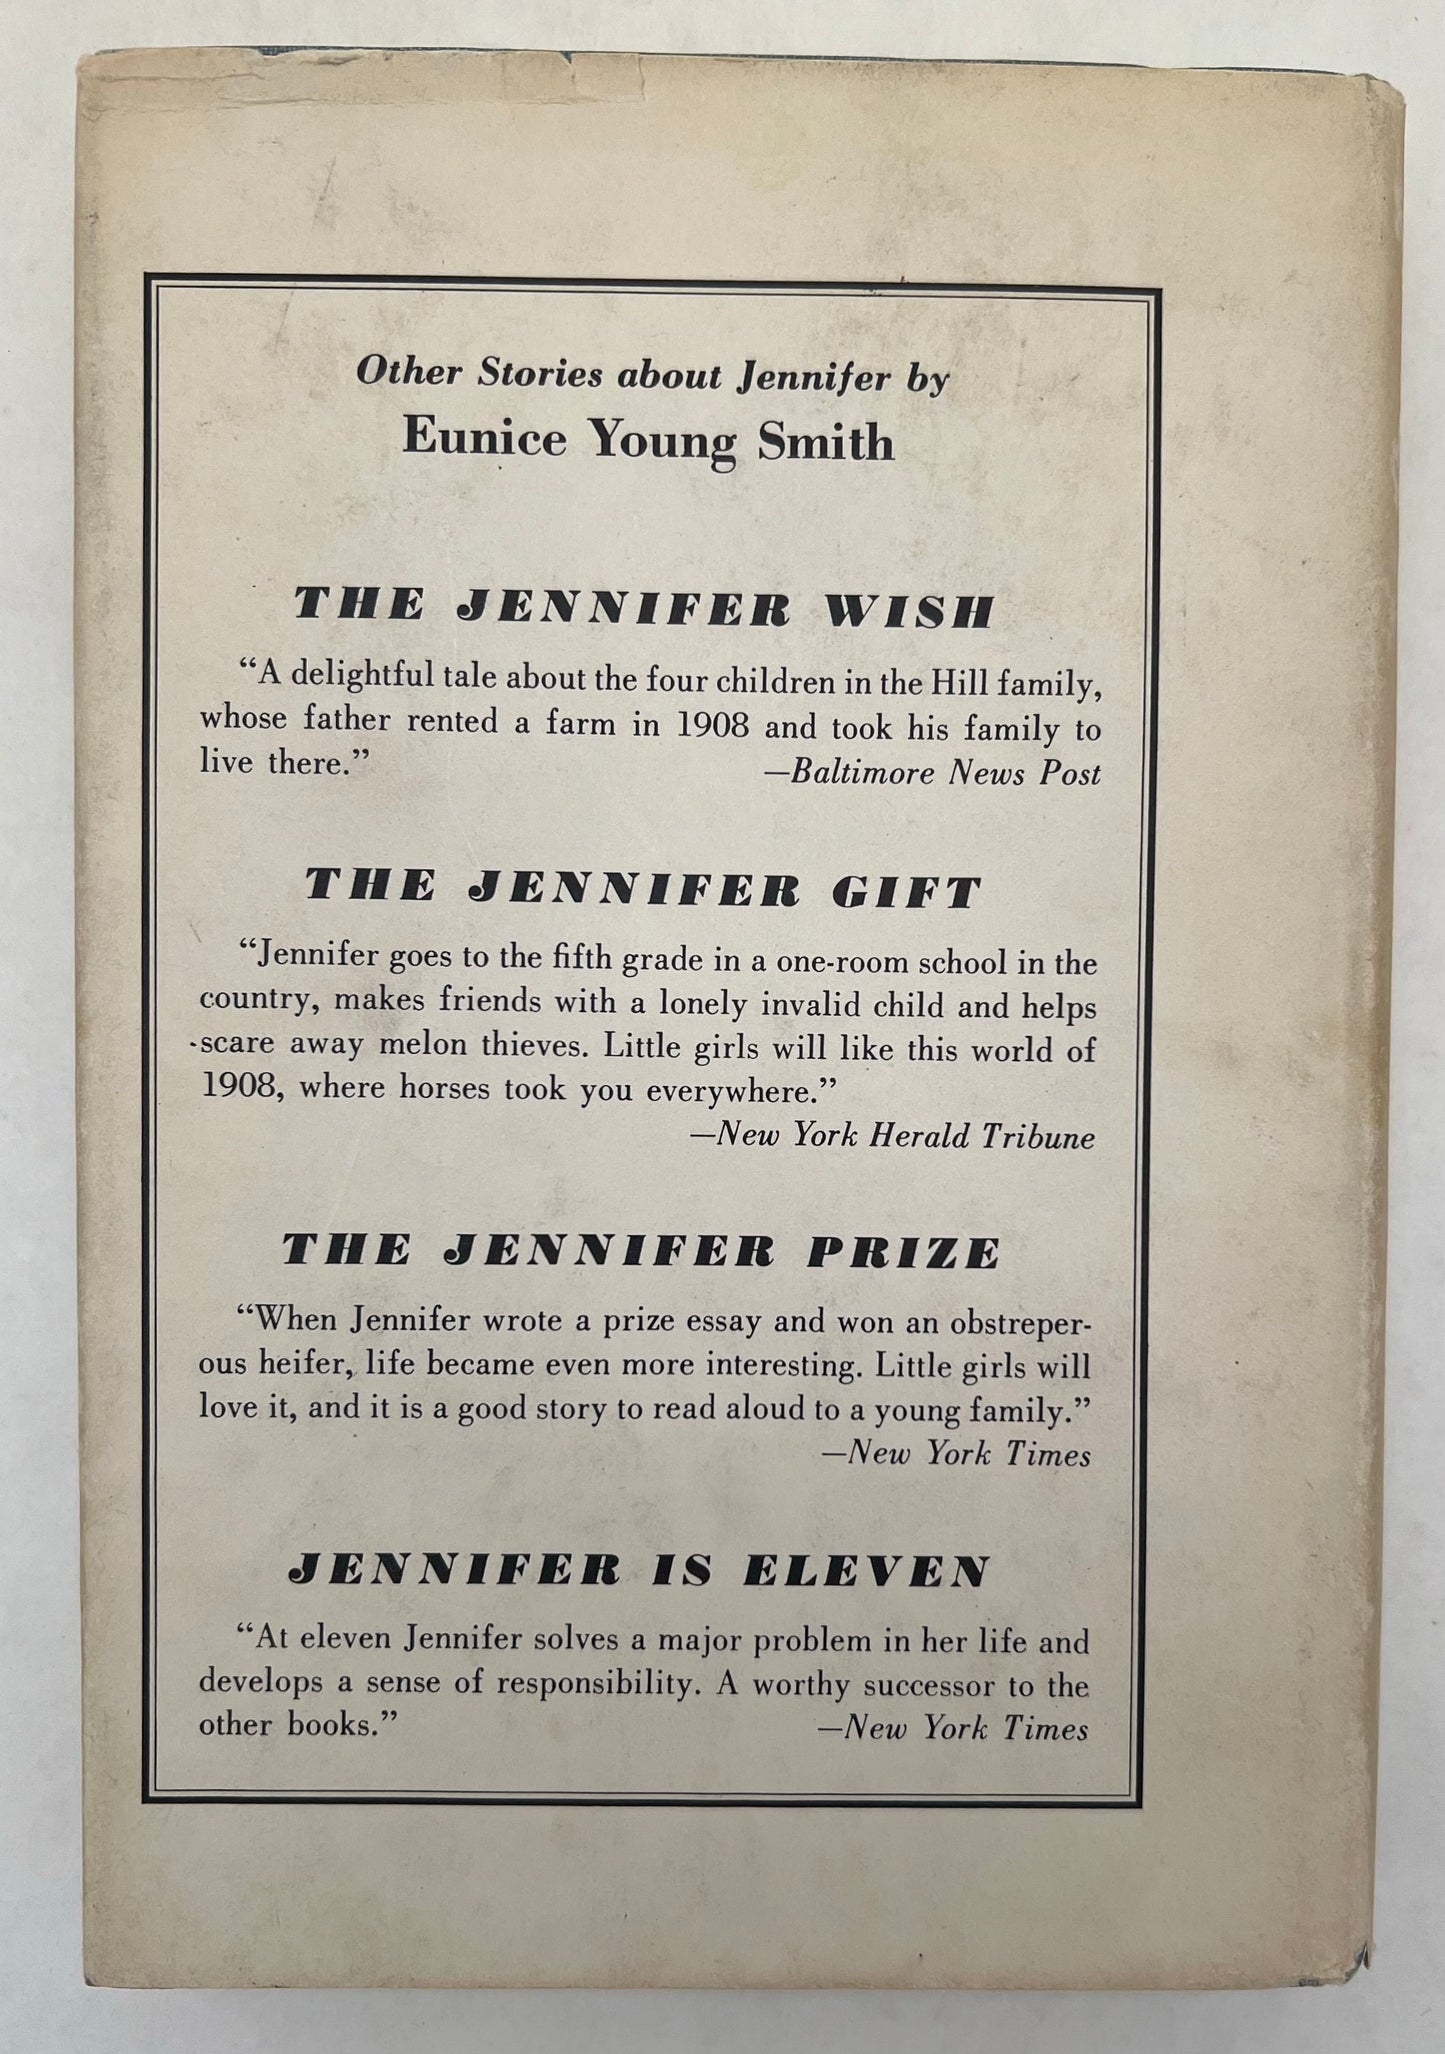 Other Stories about Jennifer by
Eunice Young Smith
THE JENNIFER WISH
“A delightful tale about the four children in the Hill family,
whose father rented a farm in 1908 and took his family to
live there.” —Baltimore News Post
THE JENNIFER GIFT
“Jennifer goes to the fifth grade in a one-room school in the
country, makes friends with a lonely invalid child and helps
scare away melon thieves. Little girls will like this world of
1908, where horses took you everywhere.”
—New York Herald Tribune
THE JENNIFER PRIZE
“When Jennifer wrote a prize essay and won an obstreper-
ous heifer, life became even more interesting. Little girls will
love it, and it is a good story to read aloud to a young family.”
—New York Times
JENNIFER IS ELEVEN
“At eleven Jennifer solves a major problem in her life and
develops a sense of responsibility. A worthy successor to the
other books.” —New York Times